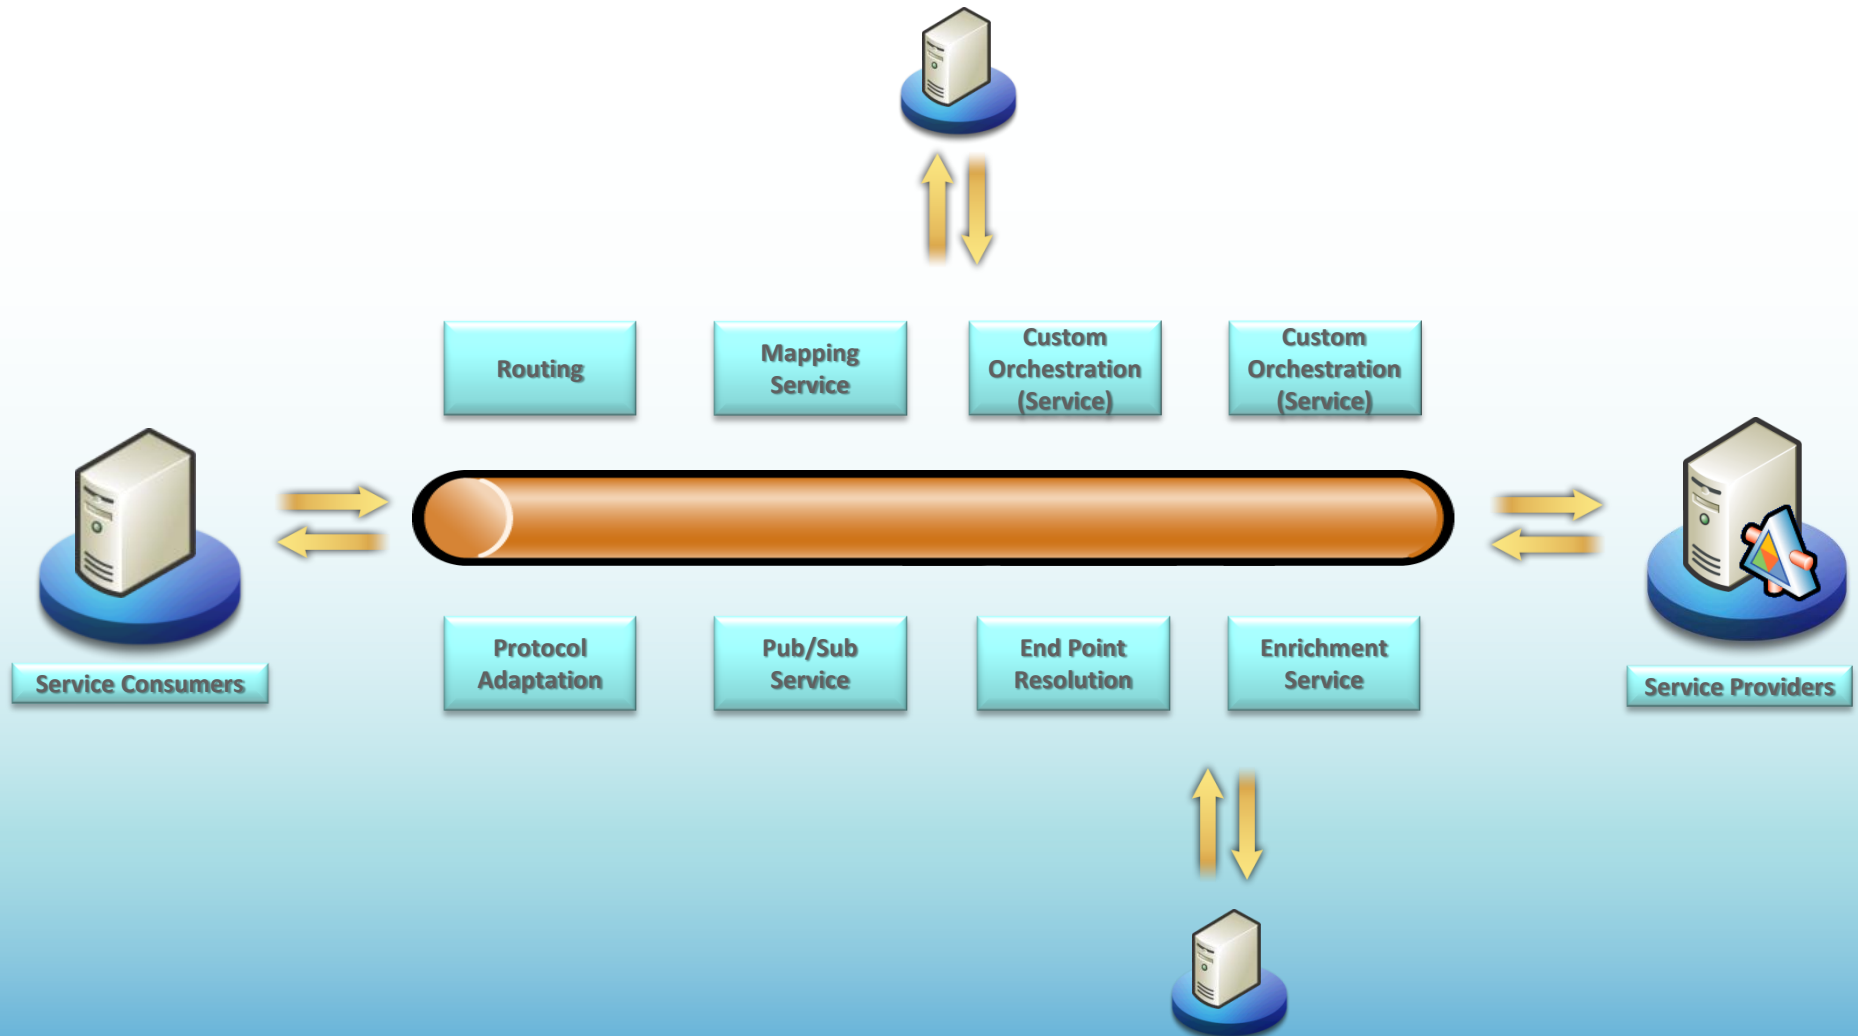 Routing
Mapping
Service
Custom
Orchestration
(Service)
Custom
Orchestration
(Service)
Service Consumers
Protocol
Adaptation
Pub/Sub
Service
End Point
Resolution
Enrichment
Service
Service Providers